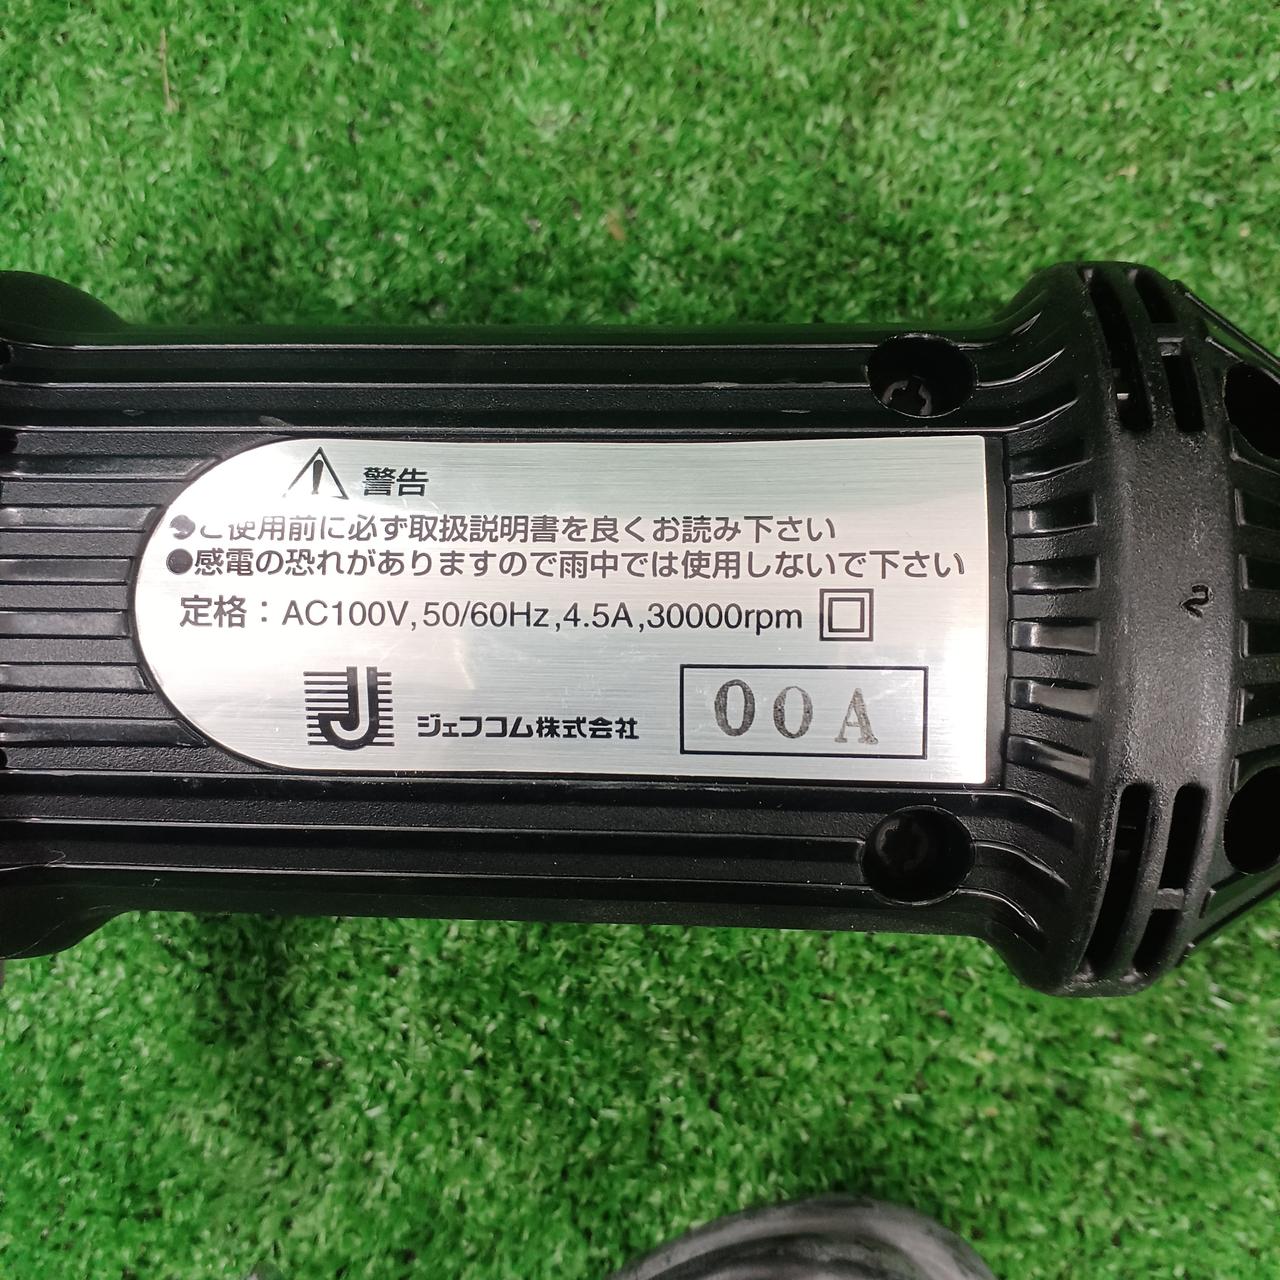 警告
●ご使用前に必ず取扱説明書を良くお読み下さい
●感電の恐れがありますので雨中では使用しないで下さい
定格：AC100V,50/60Hz,4.5A,30000rpm
ジェフコム株式会社
00A
2